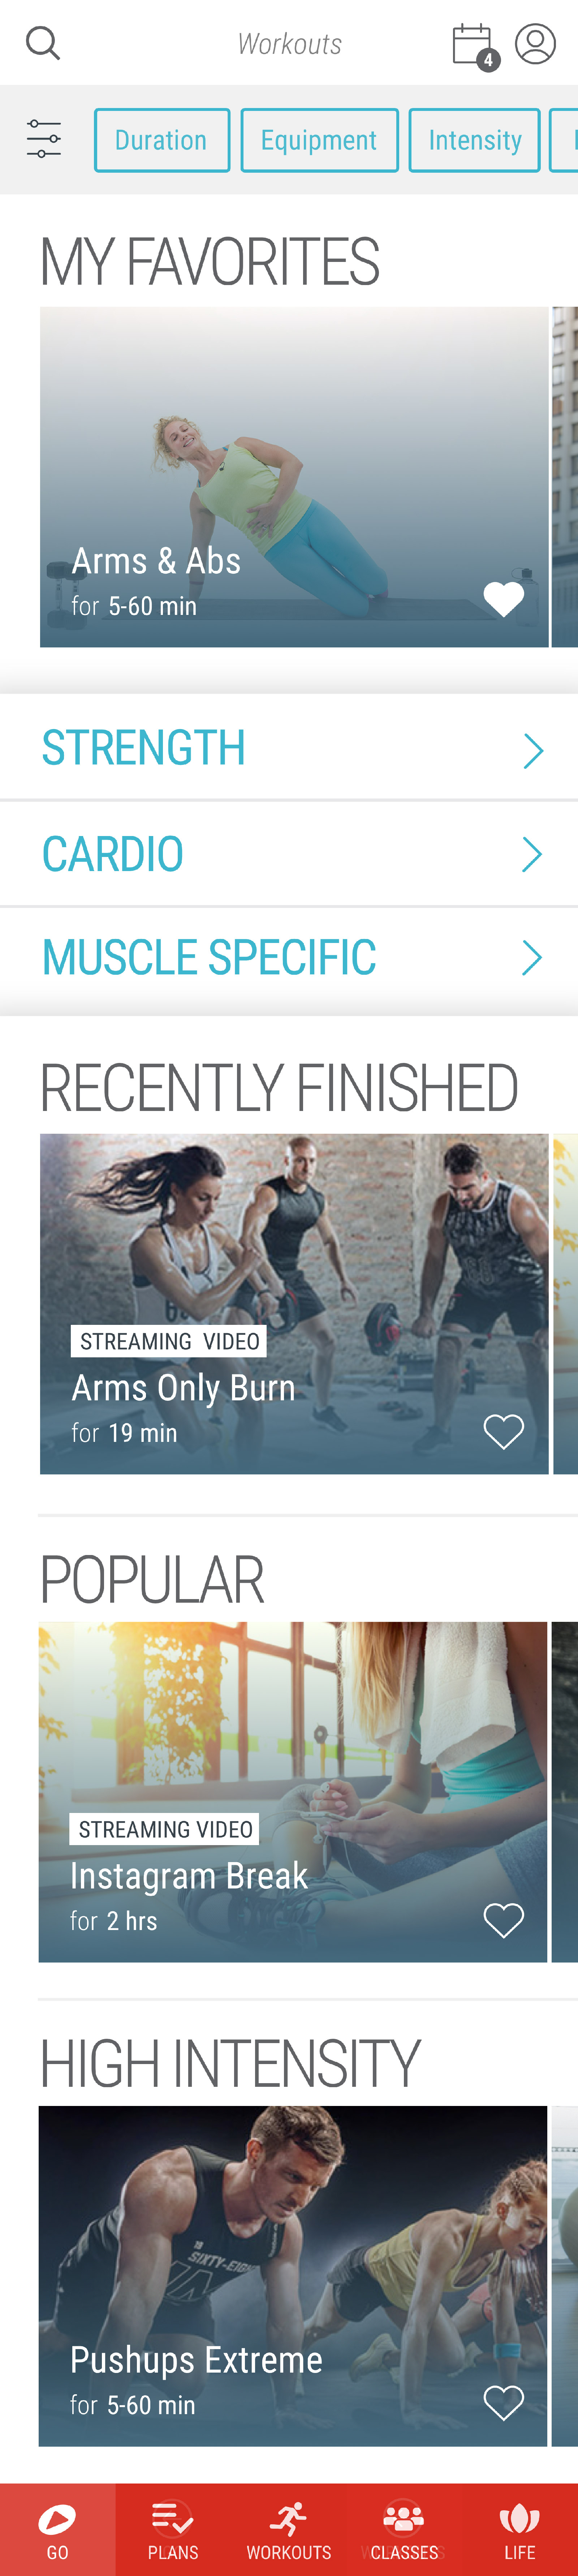 Workouts
4
Duration
Equipment
Intensity
MY FAVORITES
Arms & Abs
for 5-60 min
STRENGTH
CARDIO
MUSCLE SPECIFIC
RECENTLY FINISHED
STREAMING VIDEO
Arms Only Burn
for 19 min
POPULAR
STREAMING VIDEO
Instagram Break
for 2 hrs
HIGH INTENSITY
SIXTY-EIGHT
Pushups Extreme
for 5-60 min
GO
PLANS
WORKOUTS
CLASSES
LIFE